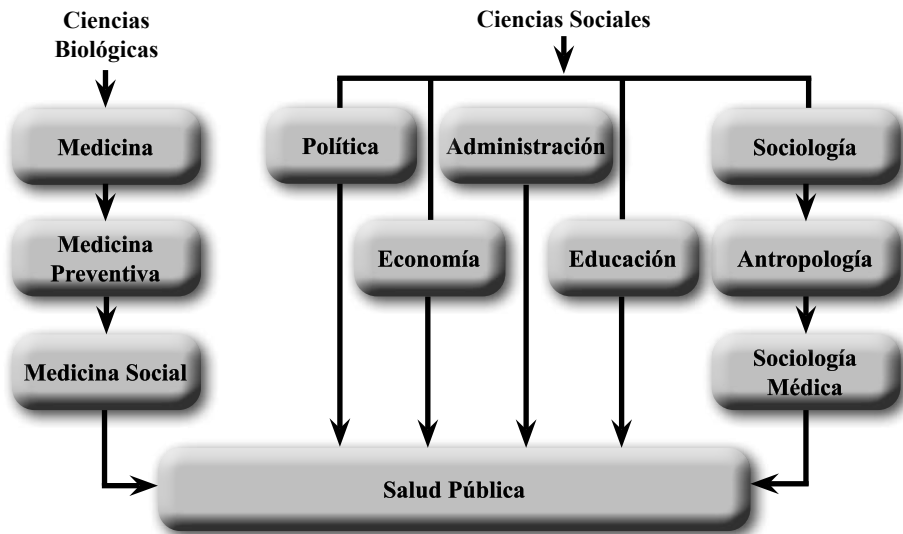 Ciencias
Biológicas
Ciencias Sociales
Medicina
Política
Administración
Sociología
Medicina
Preventiva
Economía
Educación
Antropología
Medicina Social
Sociología
Médica
Salud Pública